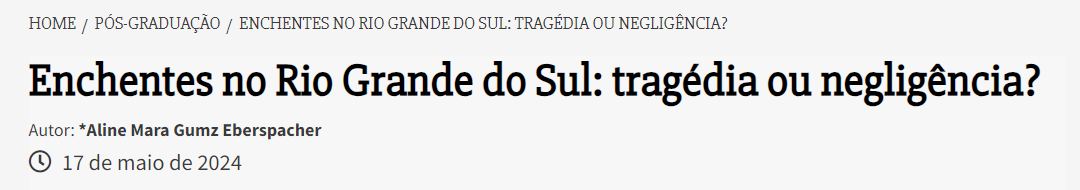 HOME / PÓS-GRADUAÇÃO / ENCHENTES NO RIO GRANDE DO SUL: TRAGÉDIA OU NEGLIGÊNCIA?
Enchentes no Rio Grande do Sul: tragédia ou negligência?
Autor: *Aline Mara Gumz Eberspacher
17 de maio de 2024